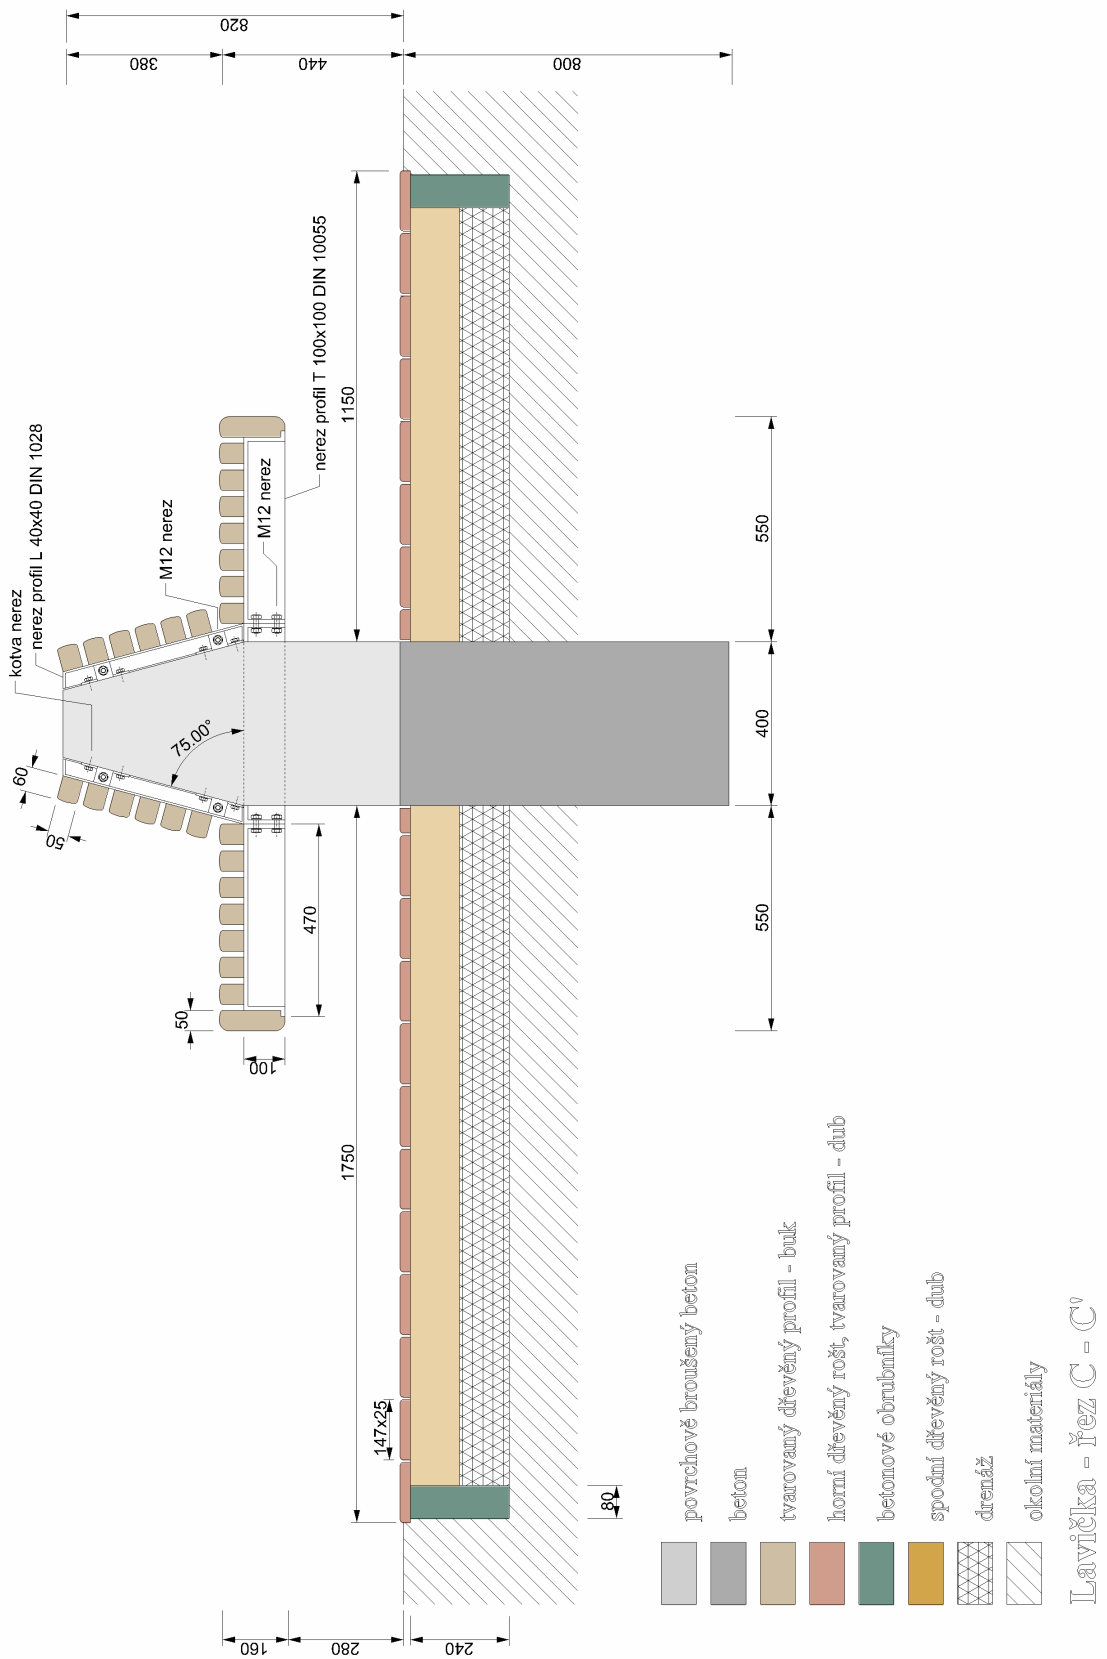 kotva nerez
nerez profil L 40x40 DIN 1028
M12 nerez
M12 nerez
nerez profil T 100x100 DIN 10055
820
380
440
800
60
50
75.00°
1150
1750
470
50
100
147x25
80
550
400
550
160
280
240
povrchově broušený beton
beton
tvarovaný dřevěný profil - buk
horní dřevěný rošt, tvarovaný profil - dub
betonové obrubníky
spodní dřevěný rošt - dub
drenáž
okolní materiály
Lavička - řez C - C'